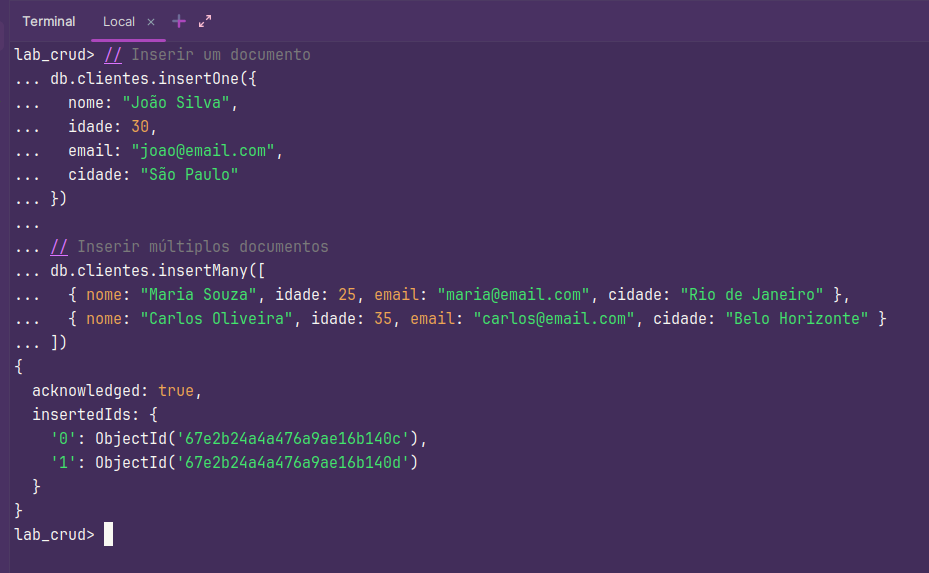 Terminal Local × +
lab_crud> // Inserir um documento
... db.clientes.insertOne({
...   nome: "João Silva",
...   idade: 30,
...   email: "joao@email.com",
...   cidade: "São Paulo"
... })
...
... // Inserir múltiplos documentos
... db.clientes.insertMany([
...   { nome: "Maria Souza", idade: 25, email: "maria@email.com", cidade: "Rio de Janeiro" },
...   { nome: "Carlos Oliveira", idade: 35, email: "carlos@email.com", cidade: "Belo Horizonte" }
... ])
{
  acknowledged: true,
  insertedIds: {
    '0': ObjectId('67e2b24a4a476a9ae16b140c'),
    '1': ObjectId('67e2b24a4a476a9ae16b140d')
  }
}
lab_crud>